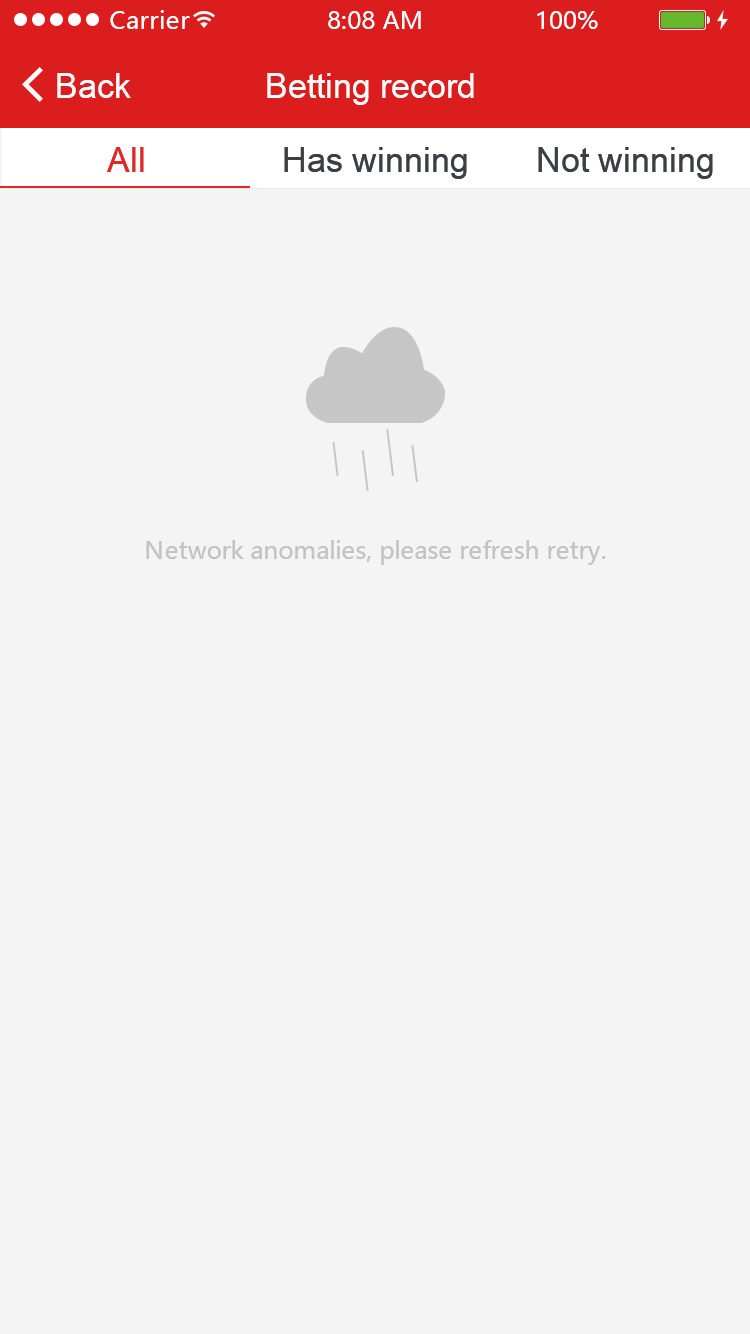 Carrier 8:08 AM 100%
Back Betting record
All Has winning Not winning
Network anomalies, please refresh retry.